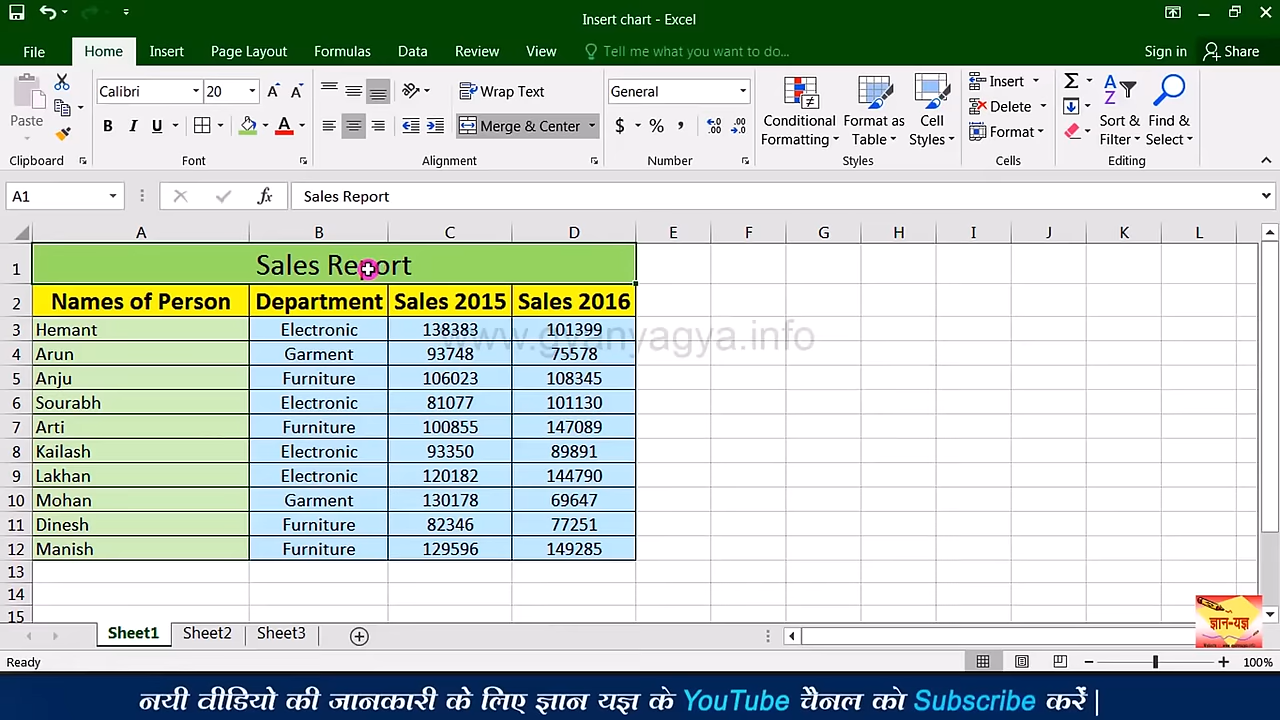 Insert chart - Excel
File Home Insert Page Layout Formulas Data Review View Tell me what you want to do... Sign in Share
Paste
Calibri 20
B I U A
Wrap Text
Merge & Center
General
$ % ,
Conditional Formatting
Format as Table
Cell Styles
Insert
Delete
Format
Sort & Filter
Find & Select
Clipboard Font Alignment Number Styles Cells Editing
A1 fx Sales Report
A B C D E F G H I J K L
1 Sales Report
2 Names of Person Department Sales 2015 Sales 2016
3 Hemant Electronic 138383 101399
www.gyanyagya.info
4 Arun Garment 93748 75578
5 Anju Furniture 106023 108345
6 Sourabh Electronic 81077 101130
7 Arti Furniture 100855 147089
8 Kailash Electronic 93350 89891
9 Lakhan Electronic 120182 144790
10 Mohan Garment 130178 69647
11 Dinesh Furniture 82346 77251
12 Manish Furniture 129596 149285
13
14
15
ज्ञान-यज्ञ
Sheet1 Sheet2 Sheet3
Ready 100%
नयी वीडियो की जानकारी के लिए ज्ञान यज्ञ के YouTube चैनल को Subscribe करें |